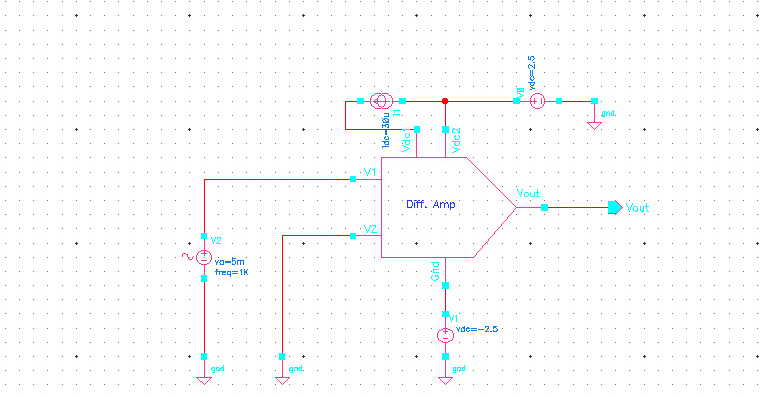 vdc=2.5
V0
gnd
idc=30u
I1
Vdc1
Vdc2
V1
Diff. Amp
Vout
Vout
V2
V2
va=5m
freq=1K
Gnd
V1
vdc=-2.5
gnd
gnd
gnd